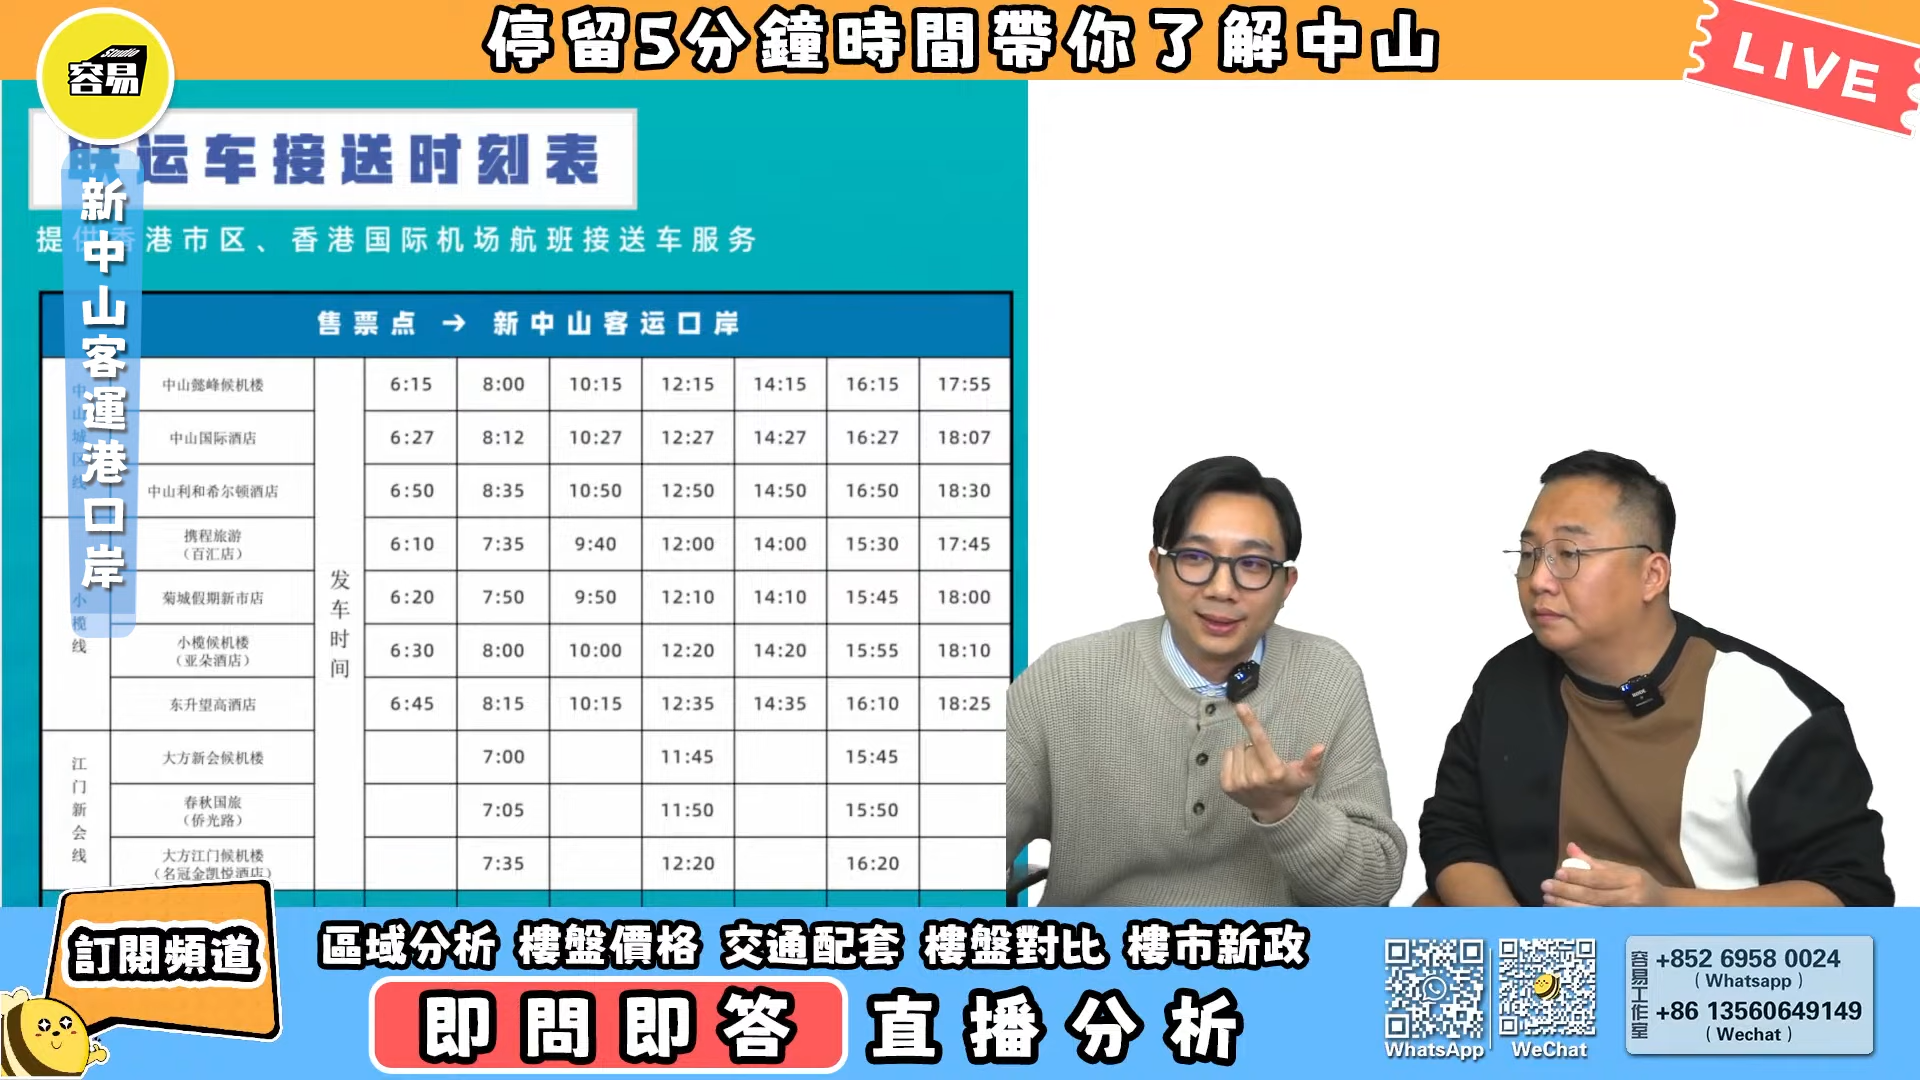 停留5分鐘時間帶你了解中山
LIVE
Studio
容易
联运车接送时刻表
提供香港市区、香港国际机场航班接送车服务
新中山客運港口岸
售票点 → 新中山客运口岸
中山城区线
发车时间
中山懿峰候机楼 6:15 8:00 10:15 12:15 14:15 16:15 17:55
中山国际酒店 6:27 8:12 10:27 12:27 14:27 16:27 18:07
中山利和希尔顿酒店 6:50 8:35 10:50 12:50 14:50 16:50 18:30
小榄线
携程旅游
（百汇店） 6:10 7:35 9:40 12:00 14:00 15:30 17:45
菊城假期新市店 6:20 7:50 9:50 12:10 14:10 15:45 18:00
小榄候机楼
（亚朵酒店） 6:30 8:00 10:00 12:20 14:20 15:55 18:10
东升望高酒店 6:45 8:15 10:15 12:35 14:35 16:10 18:25
江门新会线
大方新会候机楼 7:00 11:45 15:45
春秋国旅
（侨光路） 7:05 11:50 15:50
大方江门候机楼
（名冠金凯悦酒店） 7:35 12:20 16:20
訂閱頻道
區域分析 樓盤價格 交通配套 樓盤對比 樓市新政
即問即答 直播分析
WhatsApp
WeChat
容易工作室
+852 6958 0024
( Whatsapp )
+86 13560649149
( Wechat )